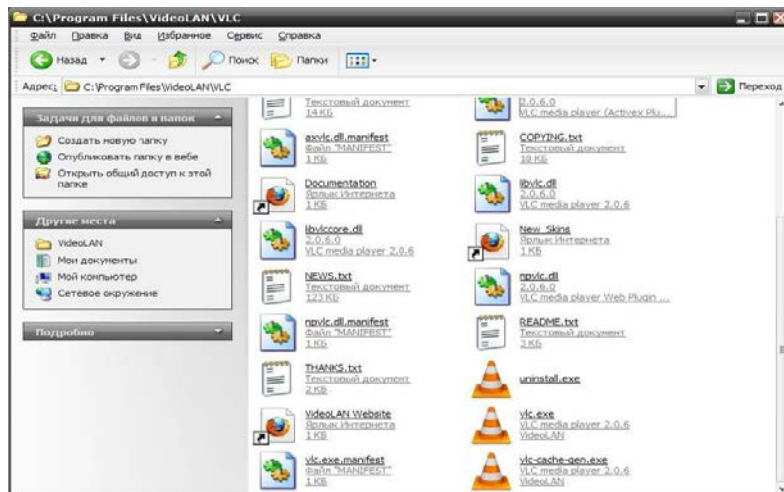 C:\Program Files\VideoLAN\VLC
Файл Правка Вид Избранное Сервис Справка
Назад Поиск Папки
Адрес: C:\Program Files\VideoLAN\VLC Переход
Задачи для файлов и папок
Создать новую папку
Опубликовать папку в вебе
Открыть общий доступ к этой
папке
Другие места
VideoLAN
Мои документы
Мой компьютер
Сетевое окружение
Подробно
Текстовый документ
14 КБ
2.0.6.0
VLC media player (ActiveX Plu...
axvlc.dll.manifest
Файл "MANIFEST"
1 КБ
COPYING.txt
Текстовый документ
18 КБ
Documentation
Ярлык Интернета
1 КБ
libvlc.dll
2.0.6.0
VLC media player 2.0.6
libvlccore.dll
2.0.6.0
VLC media player 2.0.6
New_Skins
Ярлык Интернета
1 КБ
NEWS.txt
Текстовый документ
123 КБ
npvlc.dll
2.0.6.0
VLC media player Web Plugin ...
npvlc.dll.manifest
Файл "MANIFEST"
1 КБ
README.txt
Текстовый документ
3 КБ
THANKS.txt
Текстовый документ
2 КБ
uninstall.exe
VideoLAN Website
Ярлык Интернета
1 КБ
vlc.exe
VLC media player 2.0.6
VideoLAN
vlc.exe.manifest
Файл "MANIFEST"
1 КБ
vlc-cache-gen.exe
VLC media player 2.0.6
VideoLAN